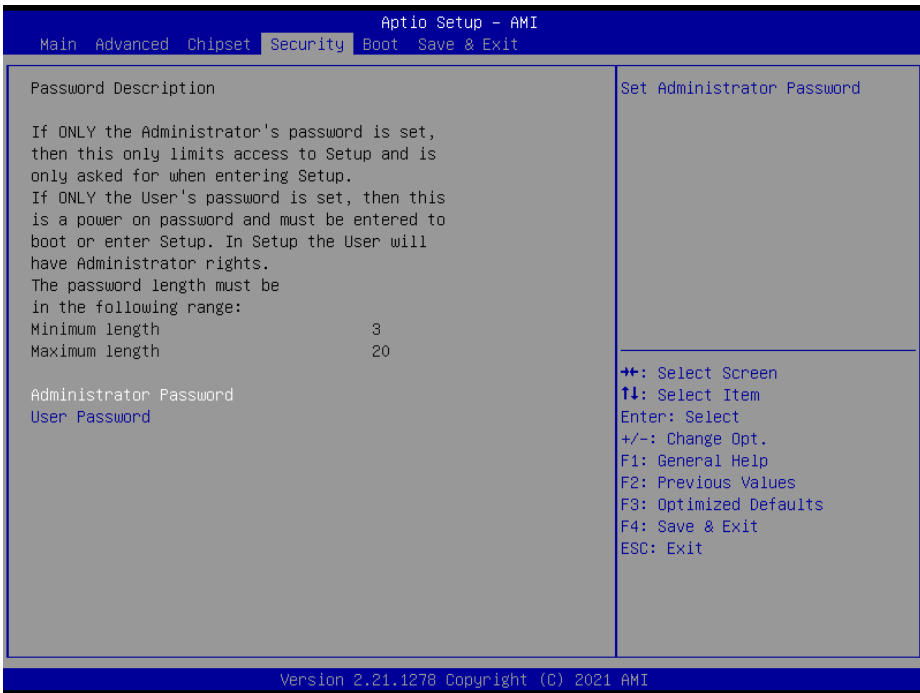 Aptio Setup – AMI
Main Advanced Chipset Security Boot Save & Exit
Password Description
If ONLY the Administrator's password is set,
then this only limits access to Setup and is
only asked for when entering Setup.
If ONLY the User's password is set, then this
is a power on password and must be entered to
boot or enter Setup. In Setup the User will
have Administrator rights.
The password length must be
in the following range:
Minimum length 3
Maximum length 20
Administrator Password
User Password
Set Administrator Password
→←: Select Screen
↑↓: Select Item
Enter: Select
+/-: Change Opt.
F1: General Help
F2: Previous Values
F3: Optimized Defaults
F4: Save & Exit
ESC: Exit
Version 2.21.1278 Copyright (C) 2021 AMI